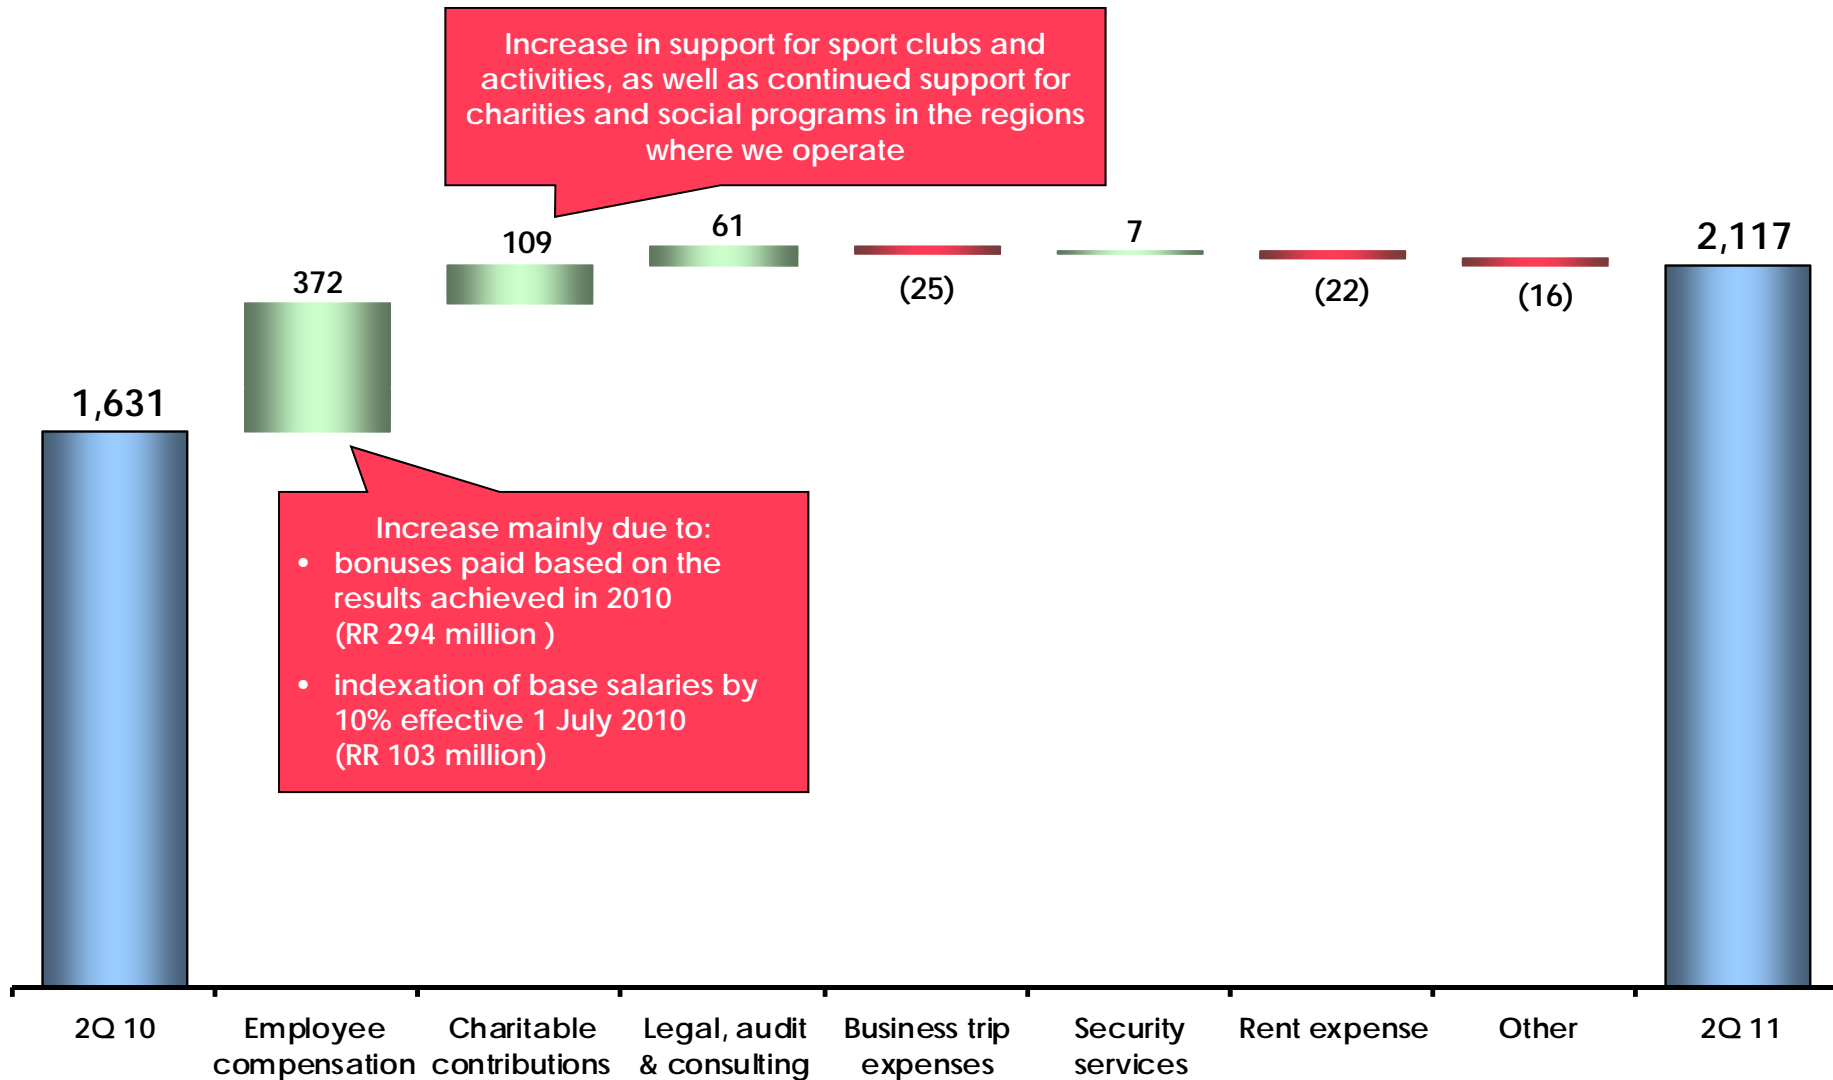 Increase in support for sport clubs and
activities, as well as continued support for
charities and social programs in the regions
where we operate
1,631
372
109
61
(25)
7
(22)
(16)
2,117
Increase mainly due to:
• bonuses paid based on the
results achieved in 2010
(RR 294 million )
• indexation of base salaries by
10% effective 1 July 2010
(RR 103 million)
2Q 10
Employee
compensation
Charitable
contributions
Legal, audit
& consulting
Business trip
expenses
Security
services
Rent expense
Other
2Q 11